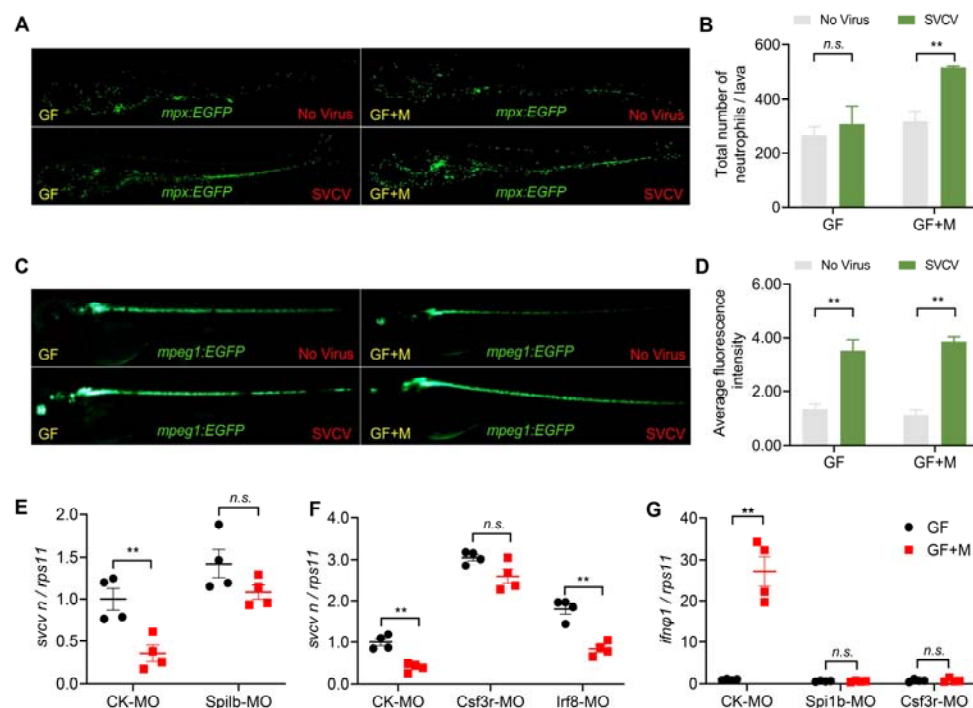 A
GF
mpx:EGFP
No Virus
GF+M
mpx:EGFP
No Virus
GF
mpx:EGFP
SVCV
GF+M
mpx:EGFP
SVCV
B
No Virus
SVCV
Total number of
neutrophils / lava
600
400
200
0
n.s.
**
GF
GF+M
C
GF
mpeg1:EGFP
No Virus
GF+M
mpeg1:EGFP
No Virus
GF
mpeg1:EGFP
SVCV
GF+M
mpeg1:EGFP
SVCV
D
No Virus
SVCV
Average fluorescence
intensity
6.00
4.00
2.00
0.00
**
**
GF
GF+M
E
svcv n / rps11
2.0
1.5
1.0
0.5
0.0
**
n.s.
CK-MO
Spilb-MO
F
svcv n / rps11
4.0
3.0
2.0
1.0
0.0
**
n.s.
**
CK-MO
Csf3r-MO
Irf8-MO
G
ifnφ1 / rps11
40
30
20
10
0
**
n.s.
n.s.
CK-MO
Spi1b-MO
Csf3r-MO
GF
GF+M